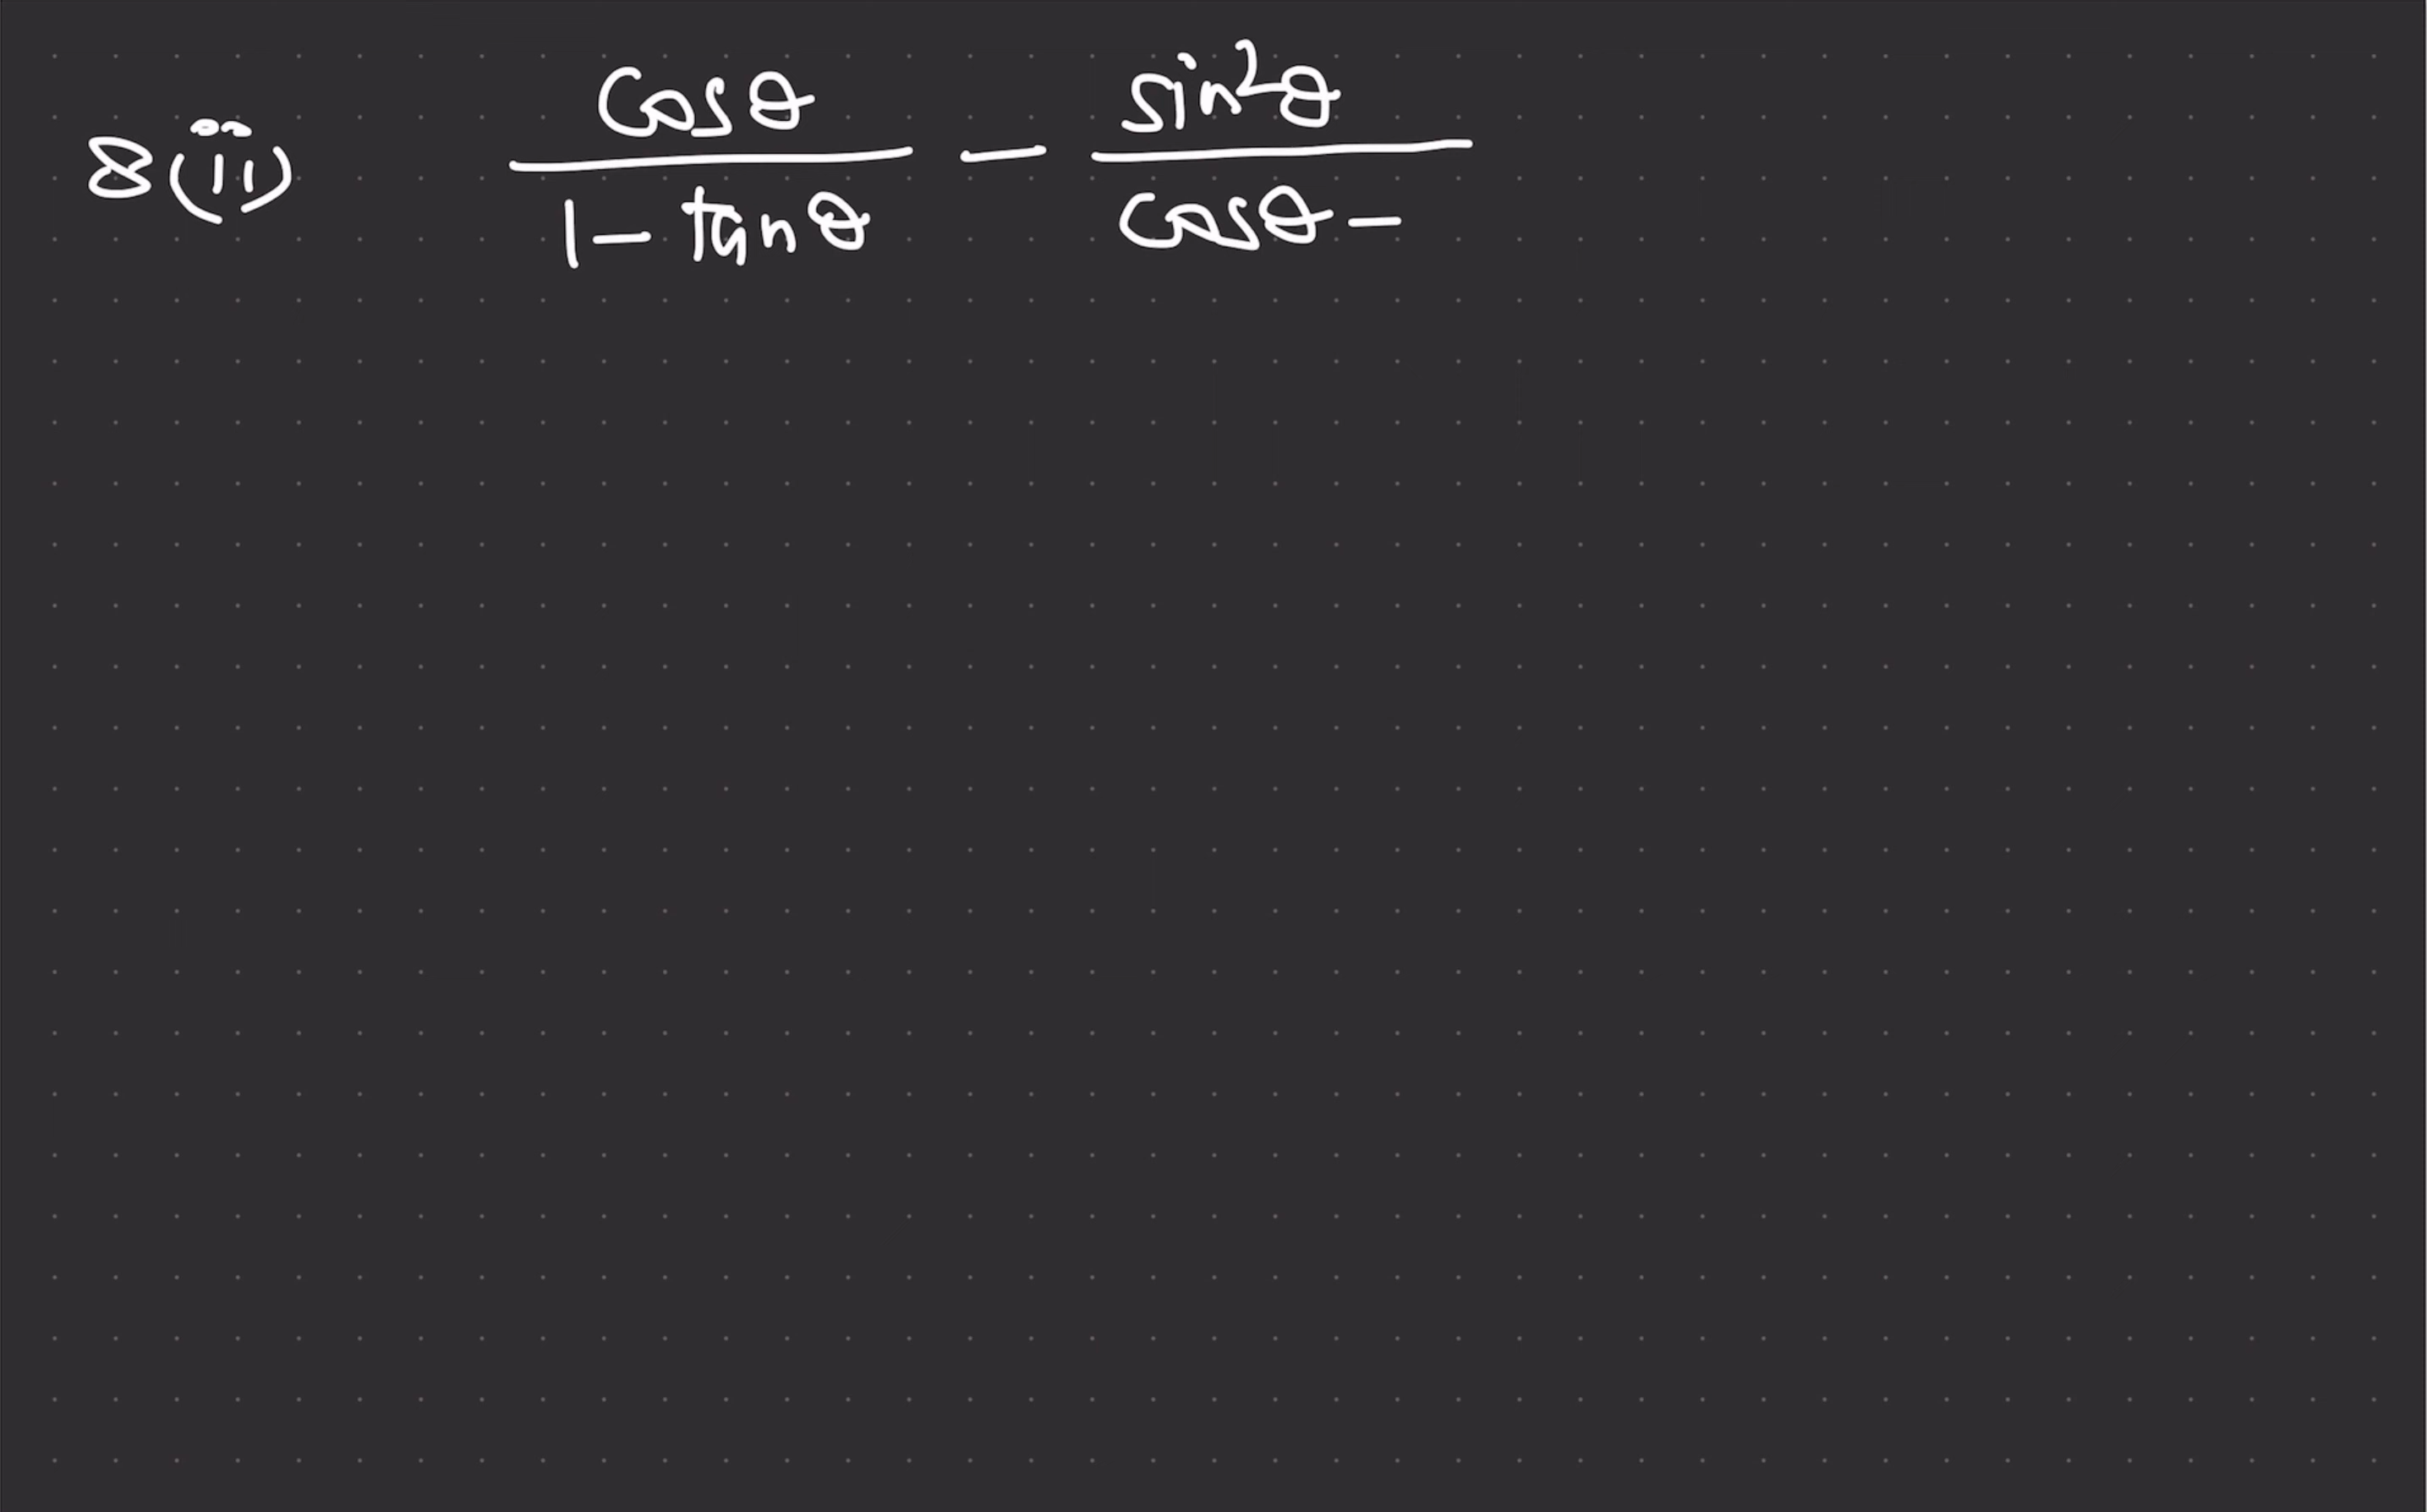 8(ii) cosθ / 1 - tanθ - sin²θ / cosθ -